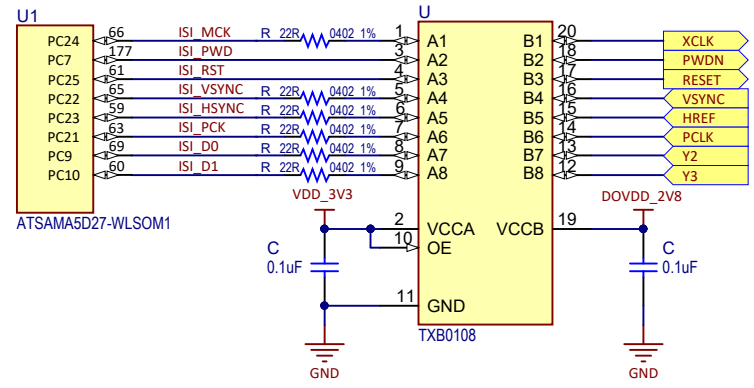 U1
U
PC24 66 ISI_MCK R 22R 0402 1% 1 A1 B1 20 XCLK
PC7 177 ISI_PWD 3 A2 B2 18 PWDN
PC25 61 ISI_RST 4 A3 B3 17 RESET
PC22 65 ISI_VSYNC R 22R 0402 1% 5 A4 B4 16 VSYNC
PC23 59 ISI_HSYNC R 22R 0402 1% 6 A5 B5 15 HREF
PC21 63 ISI_PCK R 22R 0402 1% 7 A6 B6 14 PCLK
PC9 69 ISI_D0 R 22R 0402 1% 8 A7 B7 13 Y2
PC10 60 ISI_D1 R 22R 0402 1% 9 A8 B8 12 Y3
ATSAMA5D27-WLSOM1
VDD_3V3
DOVDD_2V8
2 VCCA VCCB 19
10 OE
C
0.1uF
C
0.1uF
11 GND
TXB0108
GND
GND